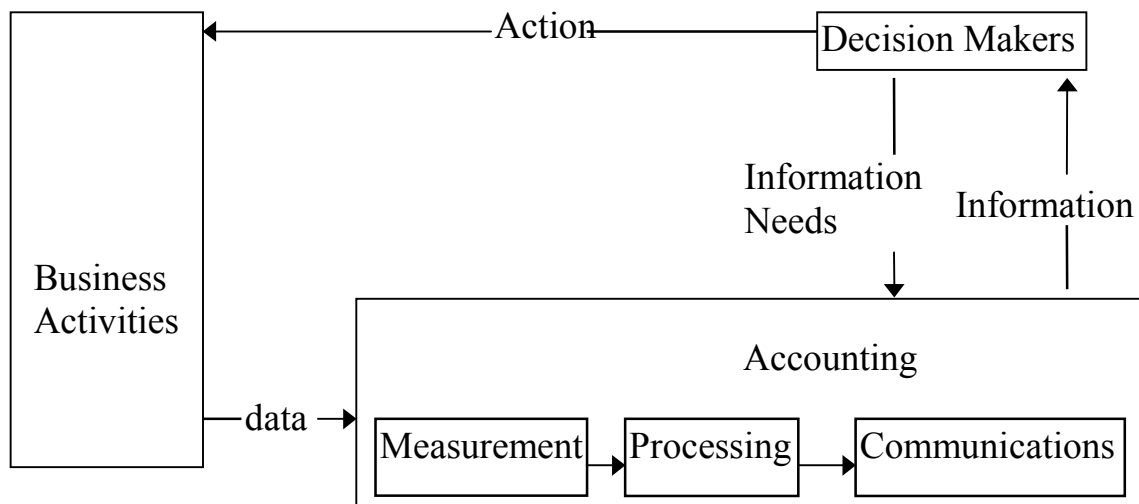 Action
Decision Makers
Information
Needs
Information
Business
Activities
Accounting
data
Measurement
Processing
Communications